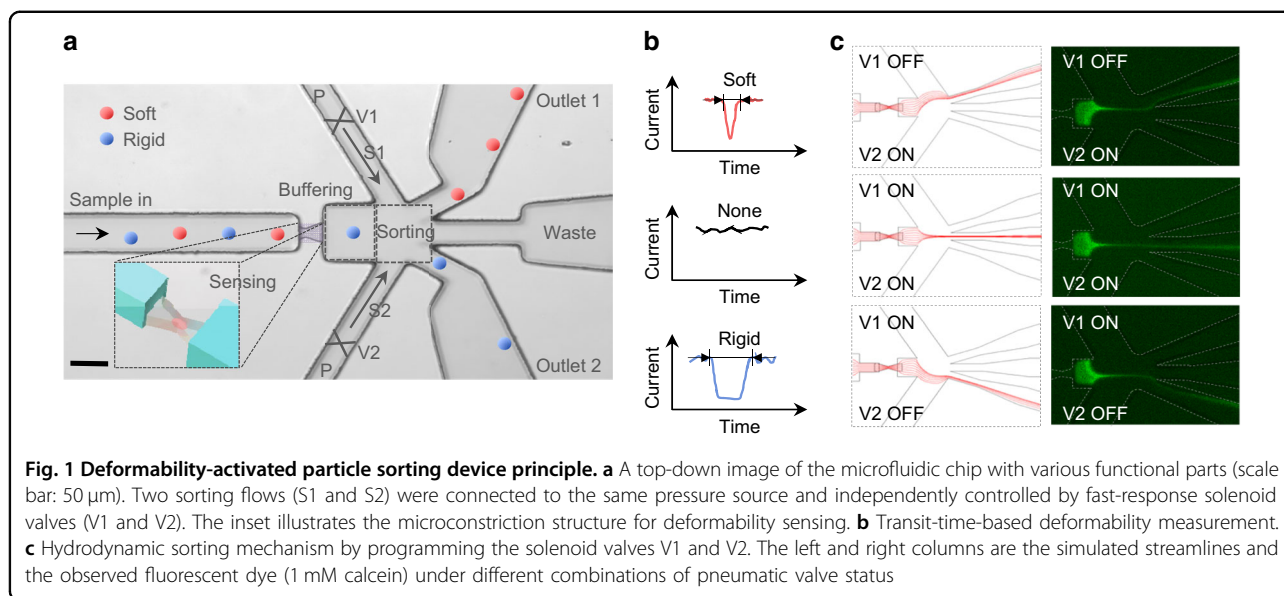 a
Soft
Rigid
Sample in
Buffering
Sensing
P
V1
S1
Sorting
S2
V2
P
Outlet 1
Waste
Outlet 2
b
Soft
Current
Time
None
Current
Time
Rigid
Current
Time
c
V1 OFF
V2 ON
V1 OFF
V2 ON
V1 ON
V2 ON
V1 ON
V2 ON
V1 ON
V2 OFF
V1 ON
V2 OFF
Fig. 1 Deformability-activated particle sorting device principle. a A top-down image of the microfluidic chip with various functional parts (scale
bar: 50 µm). Two sorting flows (S1 and S2) were connected to the same pressure source and independently controlled by fast-response solenoid
valves (V1 and V2). The inset illustrates the microconstriction structure for deformability sensing. b Transit-time-based deformability measurement.
c Hydrodynamic sorting mechanism by programming the solenoid valves V1 and V2. The left and right columns are the simulated streamlines and
the observed fluorescent dye (1 mM calcein) under different combinations of pneumatic valve status